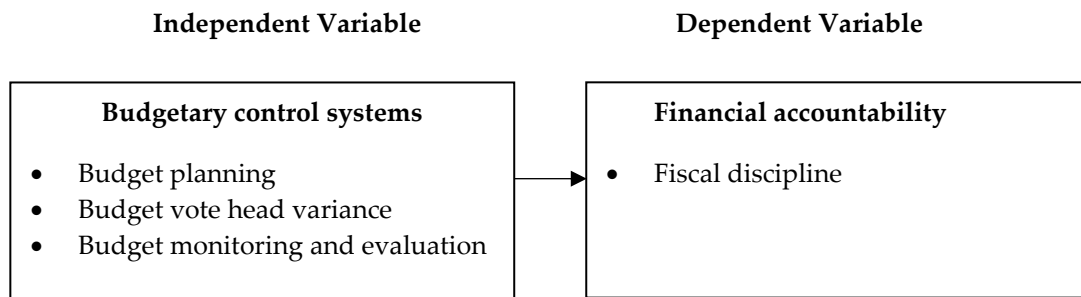 Independent Variable
Dependent Variable
Budgetary control systems
• Budget planning
• Budget vote head variance
• Budget monitoring and evaluation
Financial accountability
• Fiscal discipline